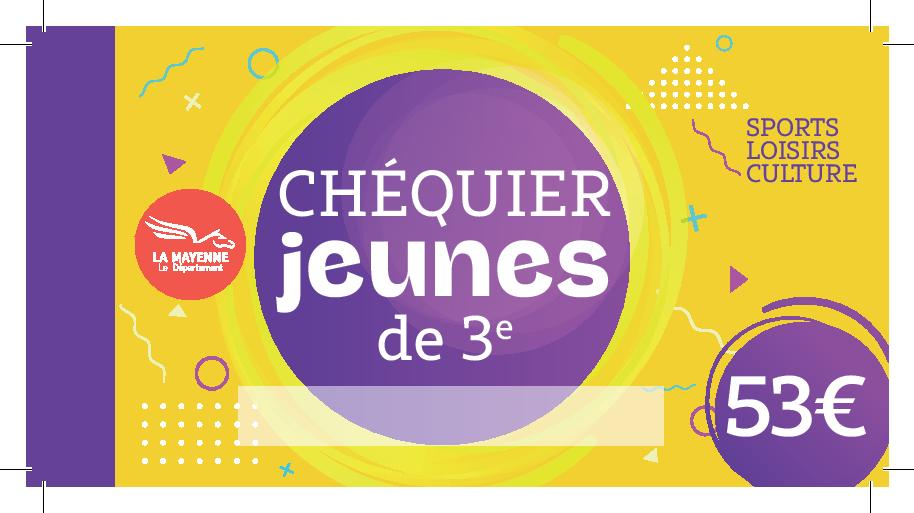 SPORTS
LOISIRS
CULTURE
CHÉQUIER
jeunes
de 3e
LA MAYENNE
Le Département
53€